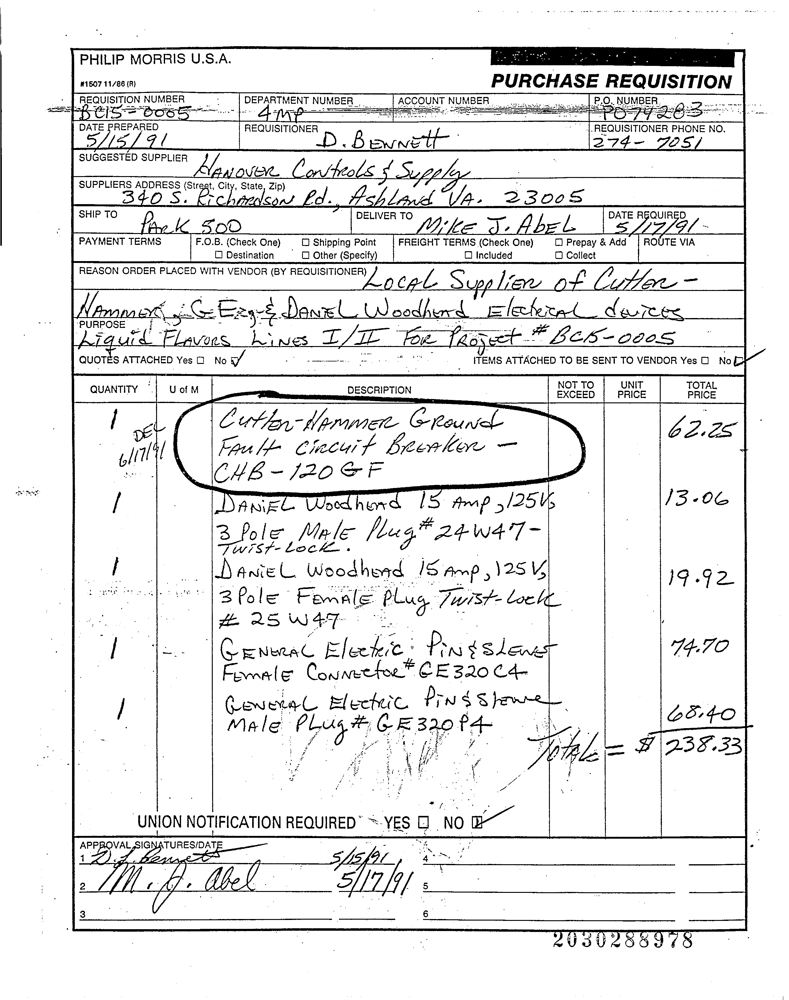 PHILIP MORRIS U.S.A.
#1507 11/86 (R)
PURCHASE REQUISITION
REQUISITION NUMBER DEPARTMENT NUMBER ACCOUNT NUMBER P.O. NUMBER
BC15-0005 4MP PO74283
DATE PREPARED REQUISITIONER REQUISITIONER PHONE NO.
5/15/91 D. BENNETT 274-7051
SUGGESTED SUPPLIER HANOVER CONTROLS & SUPPLY
SUPPLIERS ADDRESS (Street, City, State, Zip)
340 S. RICHARDSON Rd., ASHLAND VA. 23005
SHIP TO DELIVER TO DATE REQUIRED
PARK 500 MIKE J. ABEL 5/17/91
PAYMENT TERMS F.O.B. (Check One) ☐ Shipping Point FREIGHT TERMS (Check One) ☐ Prepay & Add ROUTE VIA
☐ Destination ☐ Other (Specify) ☐ Included ☐ Collect
REASON ORDER PLACED WITH VENDOR (BY REQUISITIONER) LOCAL SUPPLIER OF CUTLER-
HAMMER, G.E. & DANIEL WOODHEAD ELECTRICAL devices
PURPOSE
LIQUID FLAVORS LINES I/II FOR PROJECT # BC15-0005
QUOTES ATTACHED Yes ☐ No ☑ ITEMS ATTACHED TO BE SENT TO VENDOR Yes ☐ No ☑
QUANTITY U of M DESCRIPTION NOT TO EXCEED UNIT PRICE TOTAL PRICE
1 CUTLER-HAMMER GROUND 62.25
DEL FAULT CIRCUIT BREAKER -
6/17/91 CHB-120GF
1 DANIEL WOODHEAD 15 AMP, 125V, 13.06
3 POLE MALE PLUG # 24W47-
TWIST-LOCK.
1 DANIEL WOODHEAD 15 AMP, 125V, 19.92
3 POLE FEMALE PLUG TWIST-LOCK
# 25W47
1 GENERAL ELECTRIC PIN & SLEEVE 74.70
FEMALE CONNECTOR # GE320C4
1 GENERAL ELECTRIC PIN & SLEEVE
MALE PLUG # GE320P4 68.40
TOTAL = $ 238.33
UNION NOTIFICATION REQUIRED YES ☐ NO ☑
APPROVAL SIGNATURES/DATE
1 D.L. Bennett 5/15/91 4
2 M. J. Abel 5/17/91 5
3 6
2030288978